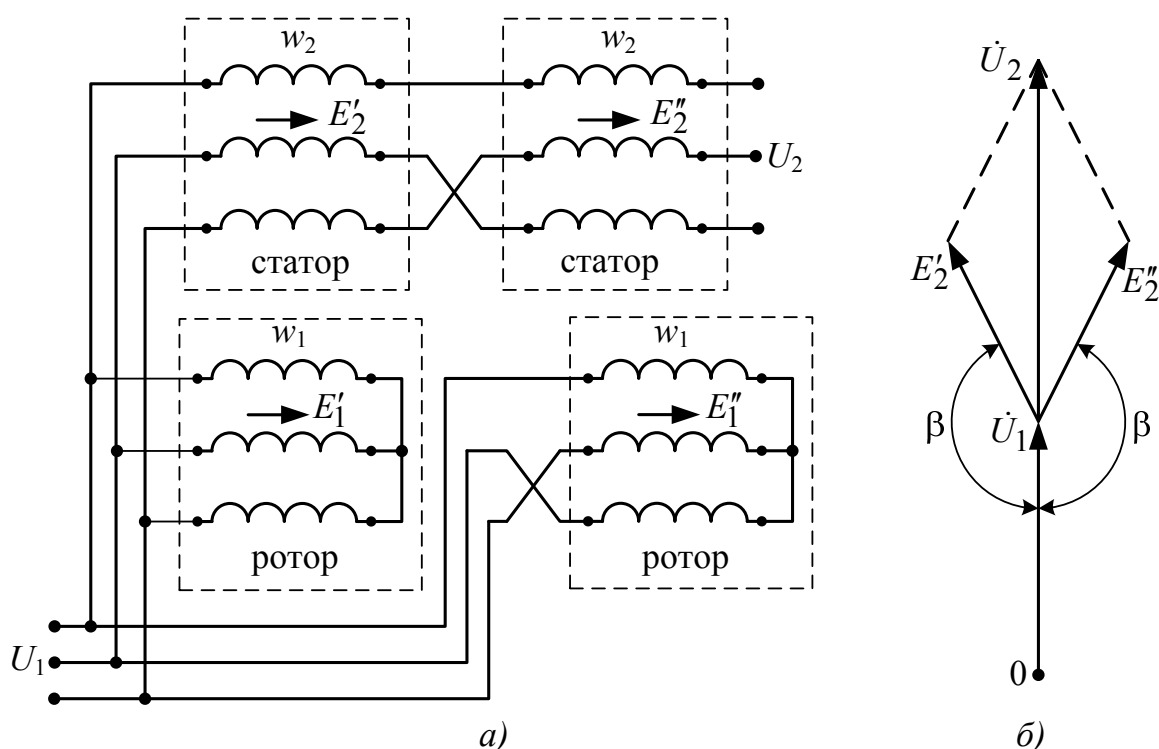 w₂ w₂
E′₂ E″₂
U₂
статор статор
w₁ w₁
E′₁ E″₁
ротор ротор
U₁
а)
U̇₂
E′₂ E″₂
β U̇₁ β
0
б)